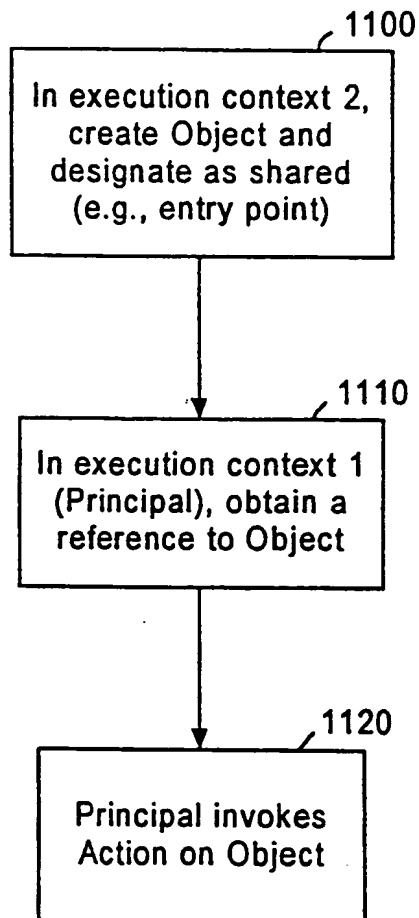 1100
In execution context 2,
create Object and
designate as shared
(e.g., entry point)
1110
In execution context 1
(Principal), obtain a
reference to Object
1120
Principal invokes
Action on Object